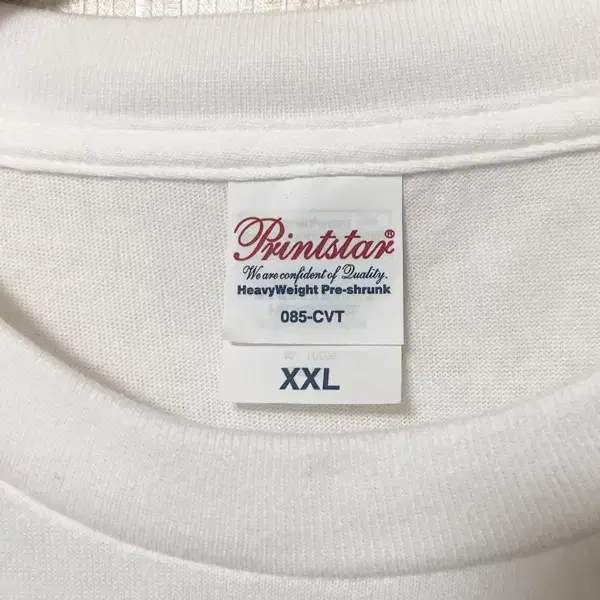 Printstar®
We are confident of Quality.
HeavyWeight Pre-shrunk
085-CVT
XXL